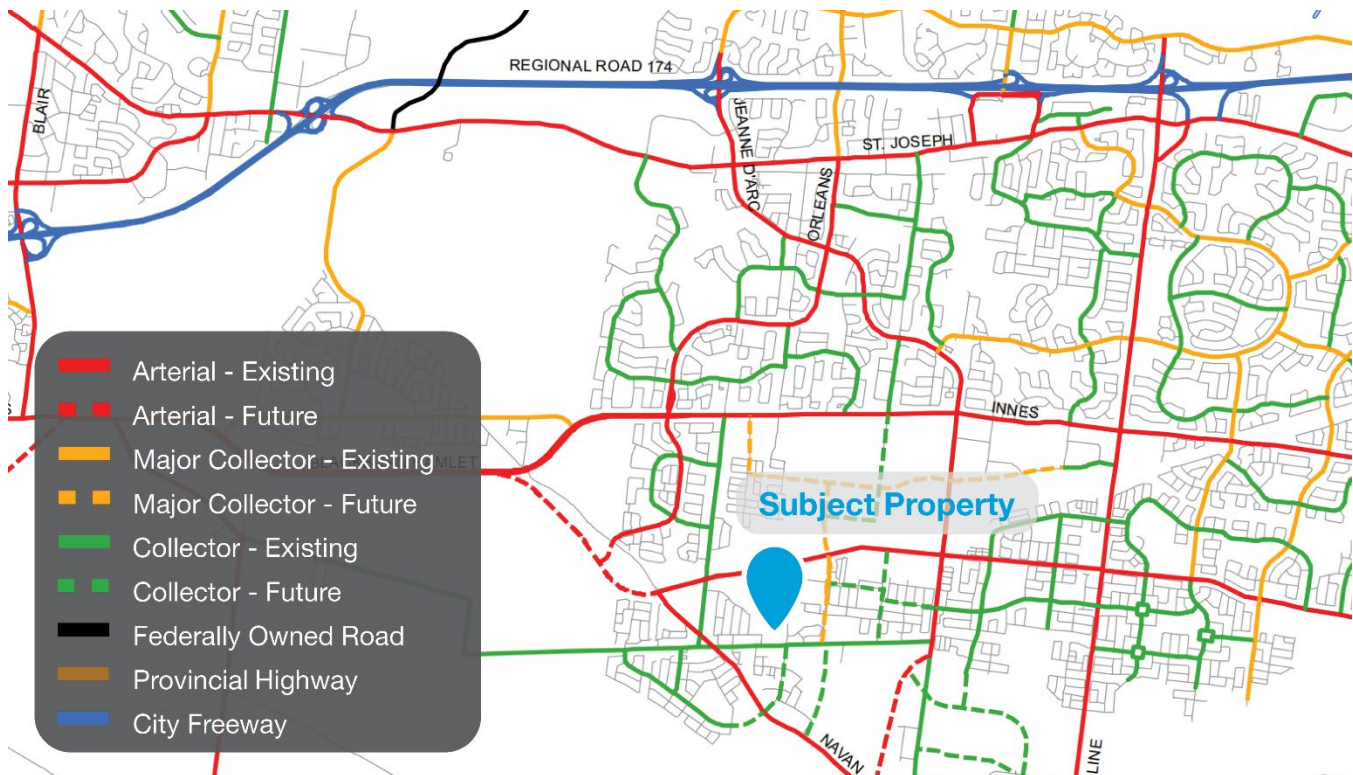 REGIONAL ROAD 174
BLAIR
JEANNE D'ARC
ST. JOSEPH
ORLEANS
Arterial - Existing
Arterial - Future
Major Collector - Existing
Major Collector - Future
Collector - Existing
Collector - Future
Federally Owned Road
Provincial Highway
City Freeway
INNES
Subject Property
NAVAN
LINE